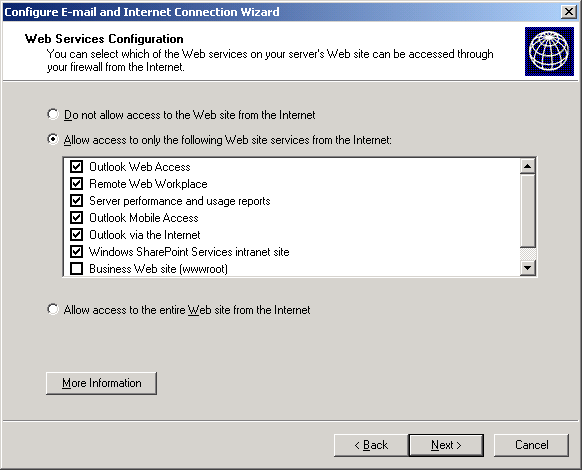 Configure E-mail and Internet Connection Wizard
Web Services Configuration
You can select which of the Web services on your server's Web site can be accessed through
your firewall from the Internet.
Do not allow access to the Web site from the Internet
Allow access to only the following Web site services from the Internet:
Outlook Web Access
Remote Web Workplace
Server performance and usage reports
Outlook Mobile Access
Outlook via the Internet
Windows SharePoint Services intranet site
Business Web site (wwwroot)
Allow access to the entire Web site from the Internet
More Information
< Back Next > Cancel